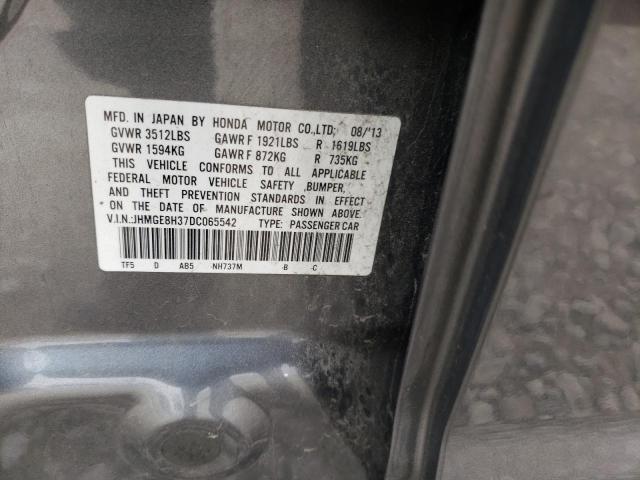 MFD. IN JAPAN BY HONDA MOTOR CO.,LTD. 08/'13
GVWR 3512LBS GAWR F 1921LBS R 1619LBS
GVWR 1594KG GAWR F 872KG R 735KG
THIS VEHICLE CONFORMS TO ALL APPLICABLE
FEDERAL MOTOR VEHICLE SAFETY ,BUMPER,
AND THEFT PREVENTION STANDARDS IN EFFECT
ON THE DATE OF MANUFACTURE SHOWN ABOVE.
V.I.N.:JHMGE8H37DC065542 TYPE: PASSENGER CAR
TF5 D AB5 -NH737M -B -C